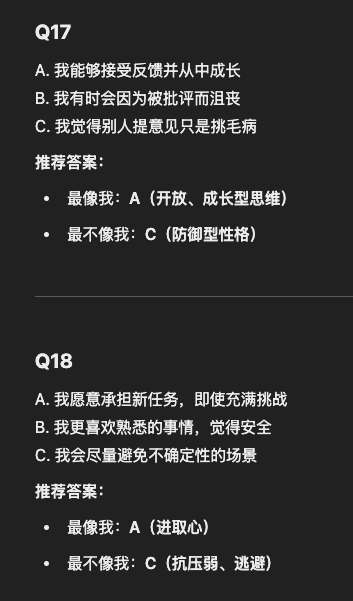 Q17
A. 我能够接受反馈并从中成长
B. 我有时会因为被批评而沮丧
C. 我觉得别人提意见只是挑毛病
推荐答案：
• 最像我：A（开放、成长型思维）
• 最不像我：C（防御型性格）
Q18
A. 我愿意承担新任务，即使充满挑战
B. 我更喜欢熟悉的事情，觉得安全
C. 我会尽量避免不确定性的场景
推荐答案：
• 最像我：A（进取心）
• 最不像我：C（抗压弱、逃避）